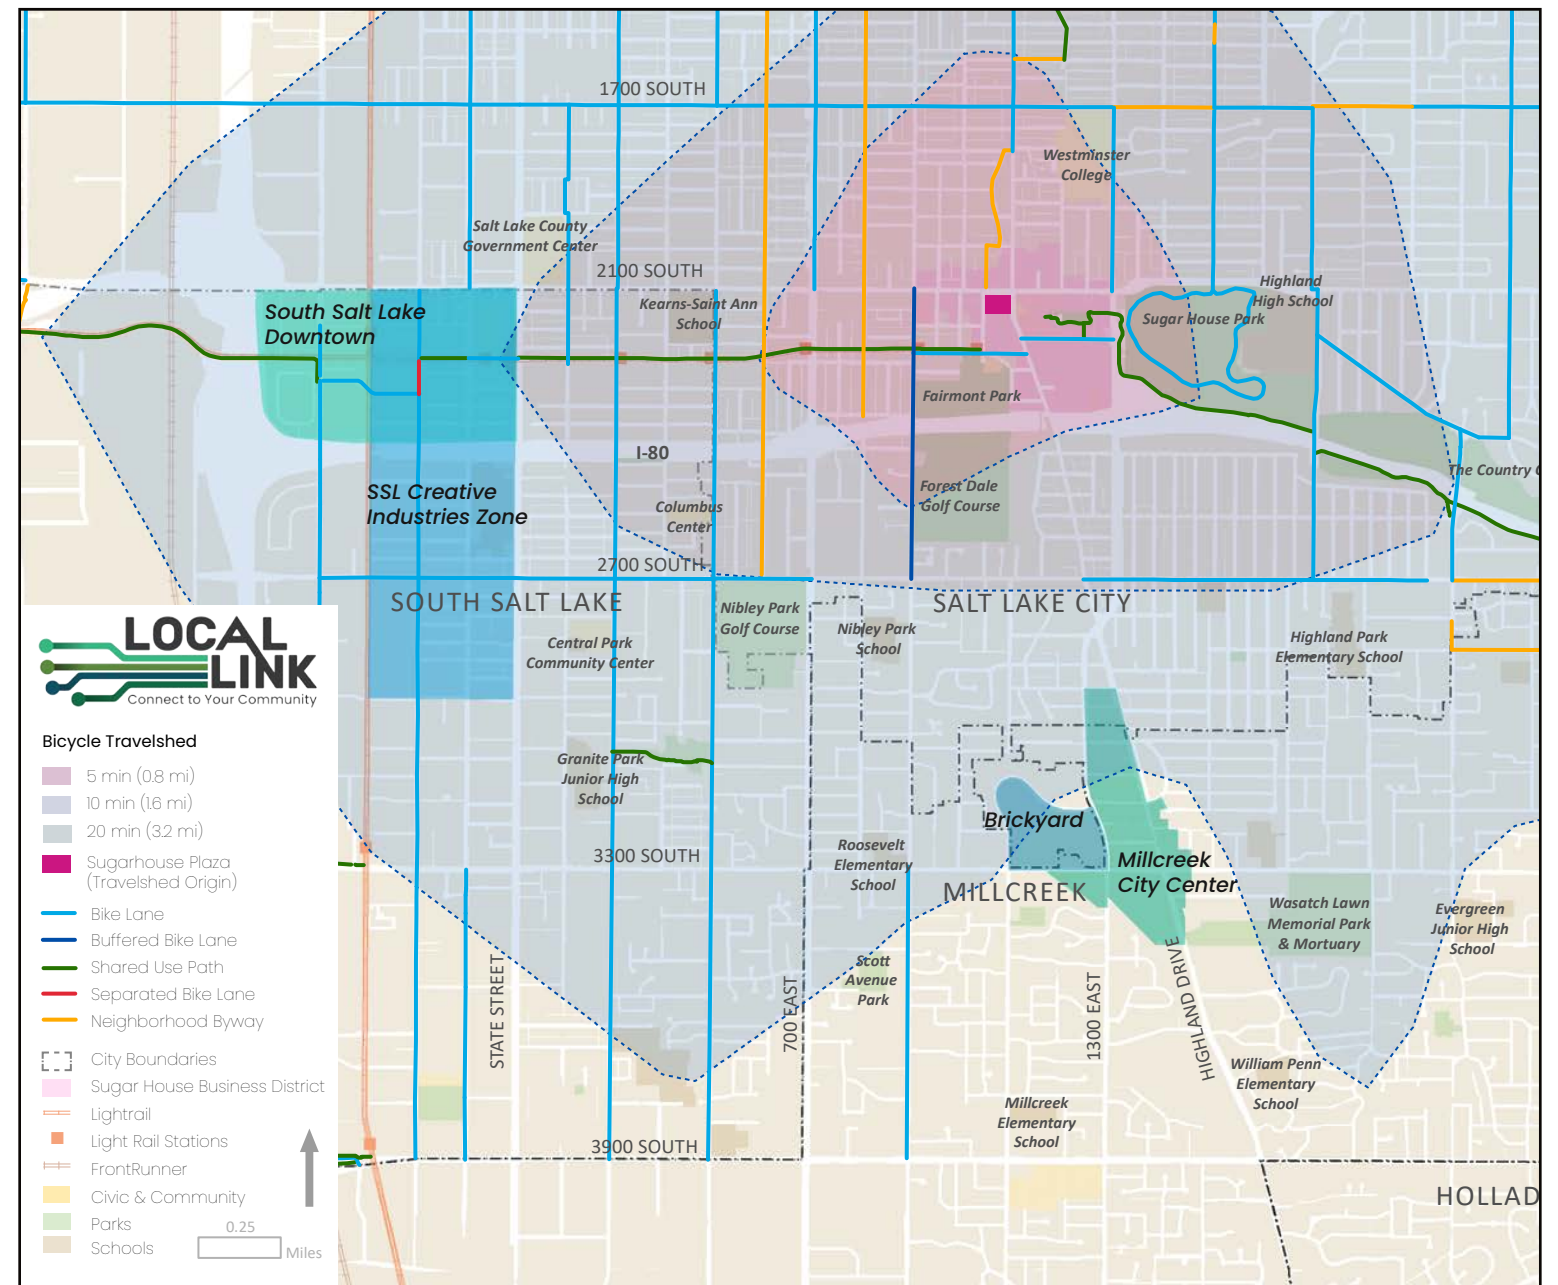 1700 SOUTH
Westminster
College
Salt Lake County
Government Center
2100 SOUTH
Highland
High School
Kearns-Saint Ann
School
Sugar House Park
South Salt Lake
Downtown
Fairmont Park
I-80
The Country C
SSL Creative
Industries Zone
Forest Dale
Golf Course
Columbus
Center
2700 SOUTH
SOUTH SALT LAKE
SALT LAKE CITY
Nibley Park
Golf Course
Nibley Park
School
Central Park
Community Center
Highland Park
Elementary School
Granite Park
Junior High
School
Brickyard
3300 SOUTH
Roosevelt
Elementary
School
Millcreek
City Center
MILLCREEK
Wasatch Lawn
Memorial Park
& Mortuary
Evergreen
Junior High
School
Scott
Avenue
Park
STATE STREET
700 EAST
1300 EAST
HIGHLAND DRIVE
William Penn
Elementary
School
Millcreek
Elementary
School
3900 SOUTH
HOLLAD
LOCAL
LINK
Connect to Your Community
Bicycle Travelshed
5 min (0.8 mi)
10 min (1.6 mi)
20 min (3.2 mi)
Sugarhouse Plaza
(Travelshed Origin)
Bike Lane
Buffered Bike Lane
Shared Use Path
Separated Bike Lane
Neighborhood Byway
City Boundaries
Sugar House Business District
Lightrail
Light Rail Stations
FrontRunner
Civic & Community
Parks
Schools
0.25
Miles